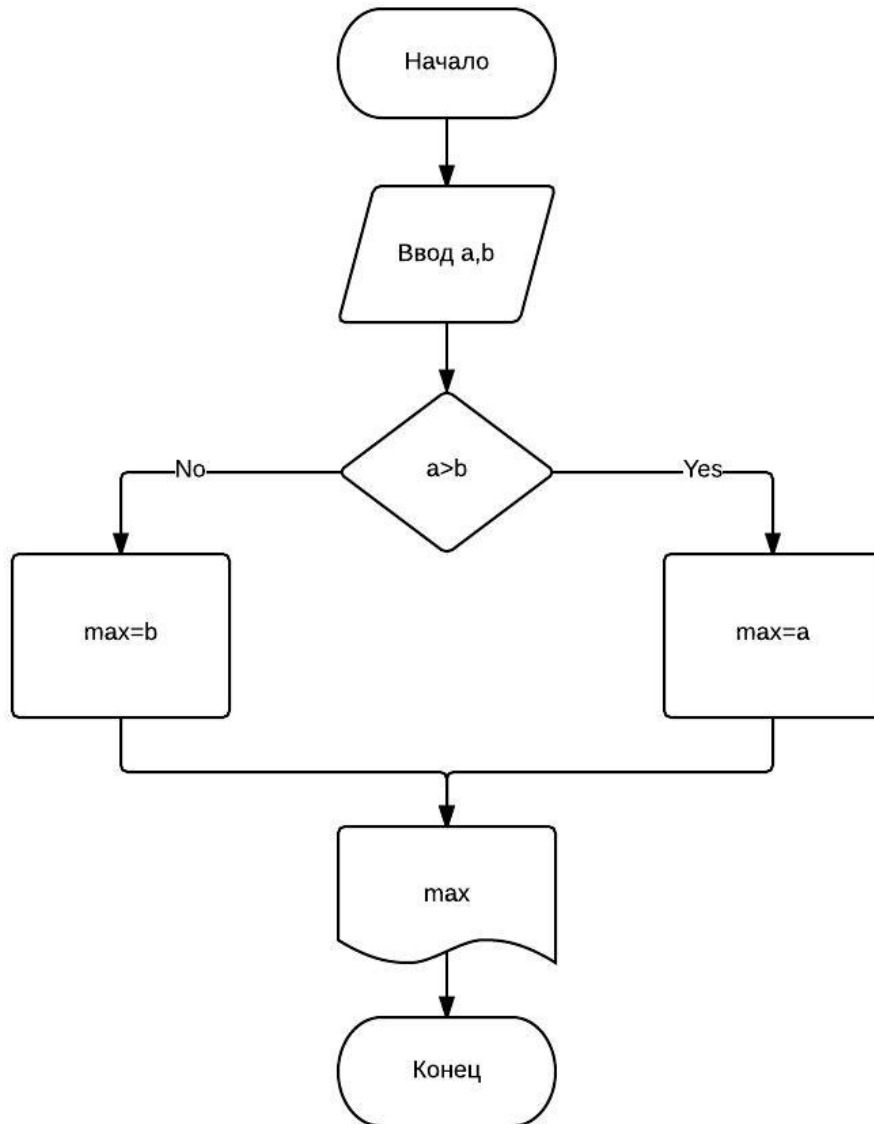 Начало
Ввод a,b
a>b
No
Yes
max=b
max=a
max
Конец